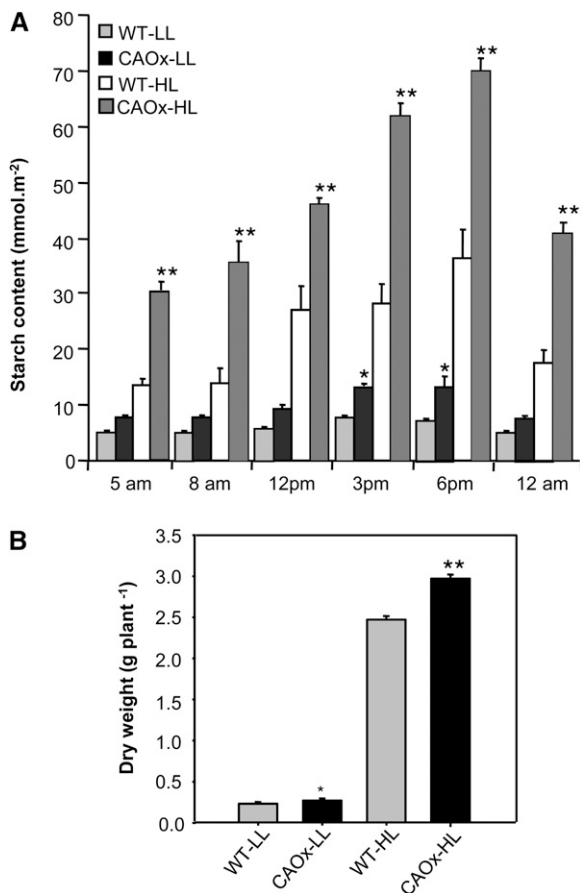 A
80
70
60
50
40
30
20
10
0
Starch content (mmol.m⁻²)
WT-LL
CAOx-LL
WT-HL
CAOx-HL
**
**
**
*
**
*
**
**
5 am
8 am
12pm
3pm
6pm
12 am
B
3.5
3.0
2.5
2.0
1.5
1.0
0.5
0.0
Dry weight (g plant ⁻¹)
*
**
WT-LL
CAOx-LL
WT-HL
CAOx-HL